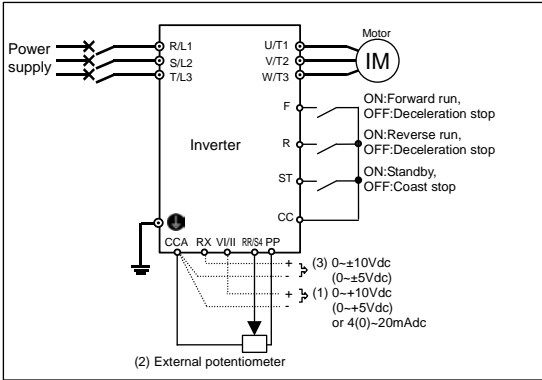 Power supply
R/L1
S/L2
T/L3
U/T1
V/T2
W/T3
Motor
IM
Inverter
F
ON:Forward run,
OFF:Deceleration stop
R
ON:Reverse run,
OFF:Deceleration stop
ST
ON:Standby,
OFF:Coast stop
CC
CCA RX VI/II RR/S4 PP
+ (3) 0~±10Vdc
- (0~±5Vdc)
+ (1) 0~+10Vdc
- (0~+5Vdc)
or 4(0)~20mAdc
(2) External potentiometer